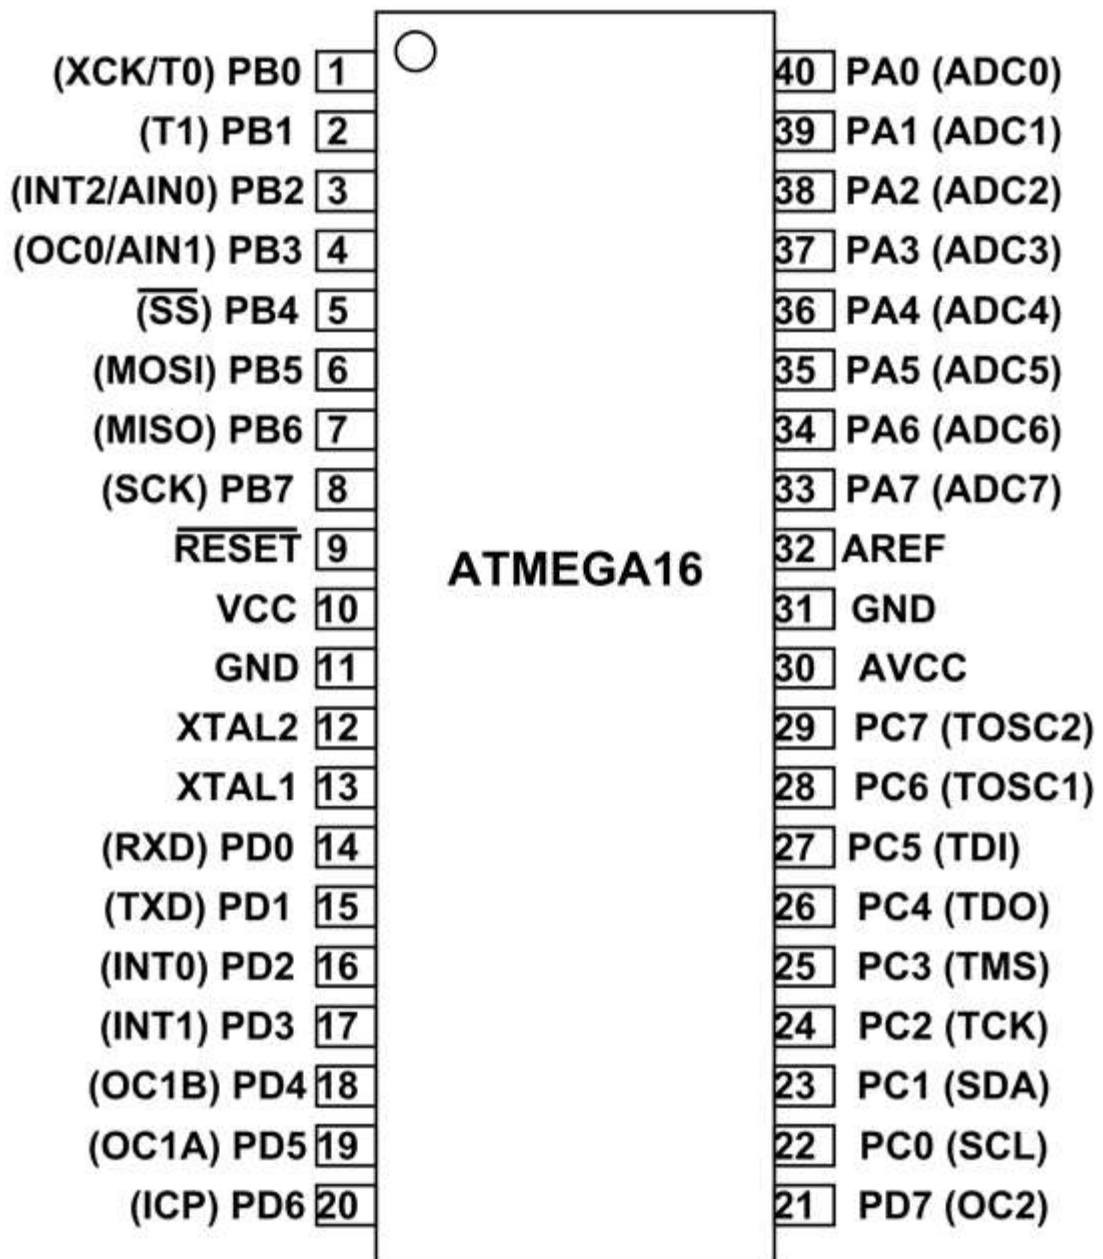 (XCK/T0) PB0 1
(T1) PB1 2
(INT2/AIN0) PB2 3
(OC0/AIN1) PB3 4
(SS) PB4 5
(MOSI) PB5 6
(MISO) PB6 7
(SCK) PB7 8
RESET 9
VCC 10
GND 11
XTAL2 12
XTAL1 13
(RXD) PD0 14
(TXD) PD1 15
(INT0) PD2 16
(INT1) PD3 17
(OC1B) PD4 18
(OC1A) PD5 19
(ICP) PD6 20
ATMEGA16
40 PA0 (ADC0)
39 PA1 (ADC1)
38 PA2 (ADC2)
37 PA3 (ADC3)
36 PA4 (ADC4)
35 PA5 (ADC5)
34 PA6 (ADC6)
33 PA7 (ADC7)
32 AREF
31 GND
30 AVCC
29 PC7 (TOSC2)
28 PC6 (TOSC1)
27 PC5 (TDI)
26 PC4 (TDO)
25 PC3 (TMS)
24 PC2 (TCK)
23 PC1 (SDA)
22 PC0 (SCL)
21 PD7 (OC2)